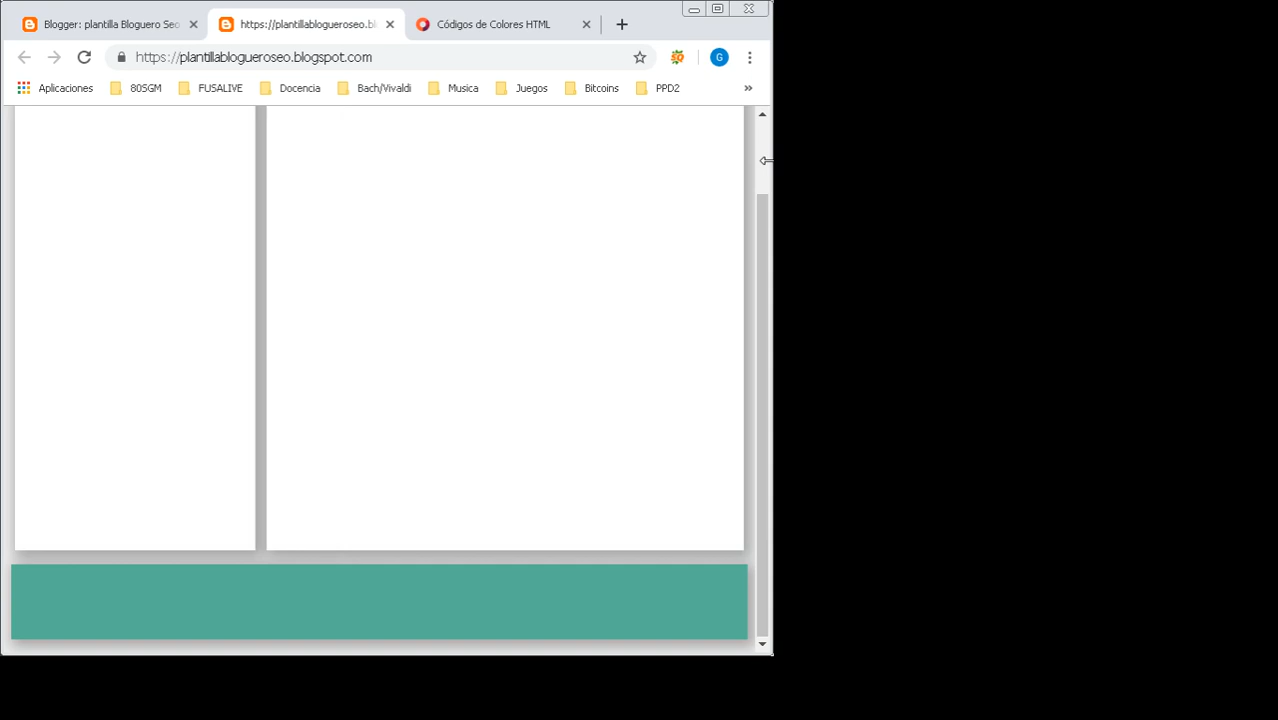 Blogger: plantilla Bloguero Seo
https://plantillablogueroseo.bl
Códigos de Colores HTML
https://plantillablogueroseo.blogspot.com
G
Aplicaciones 80SGM FUSALIVE Docencia Bach/Vivaldi Musica Juegos Bitcoins PPD2 »